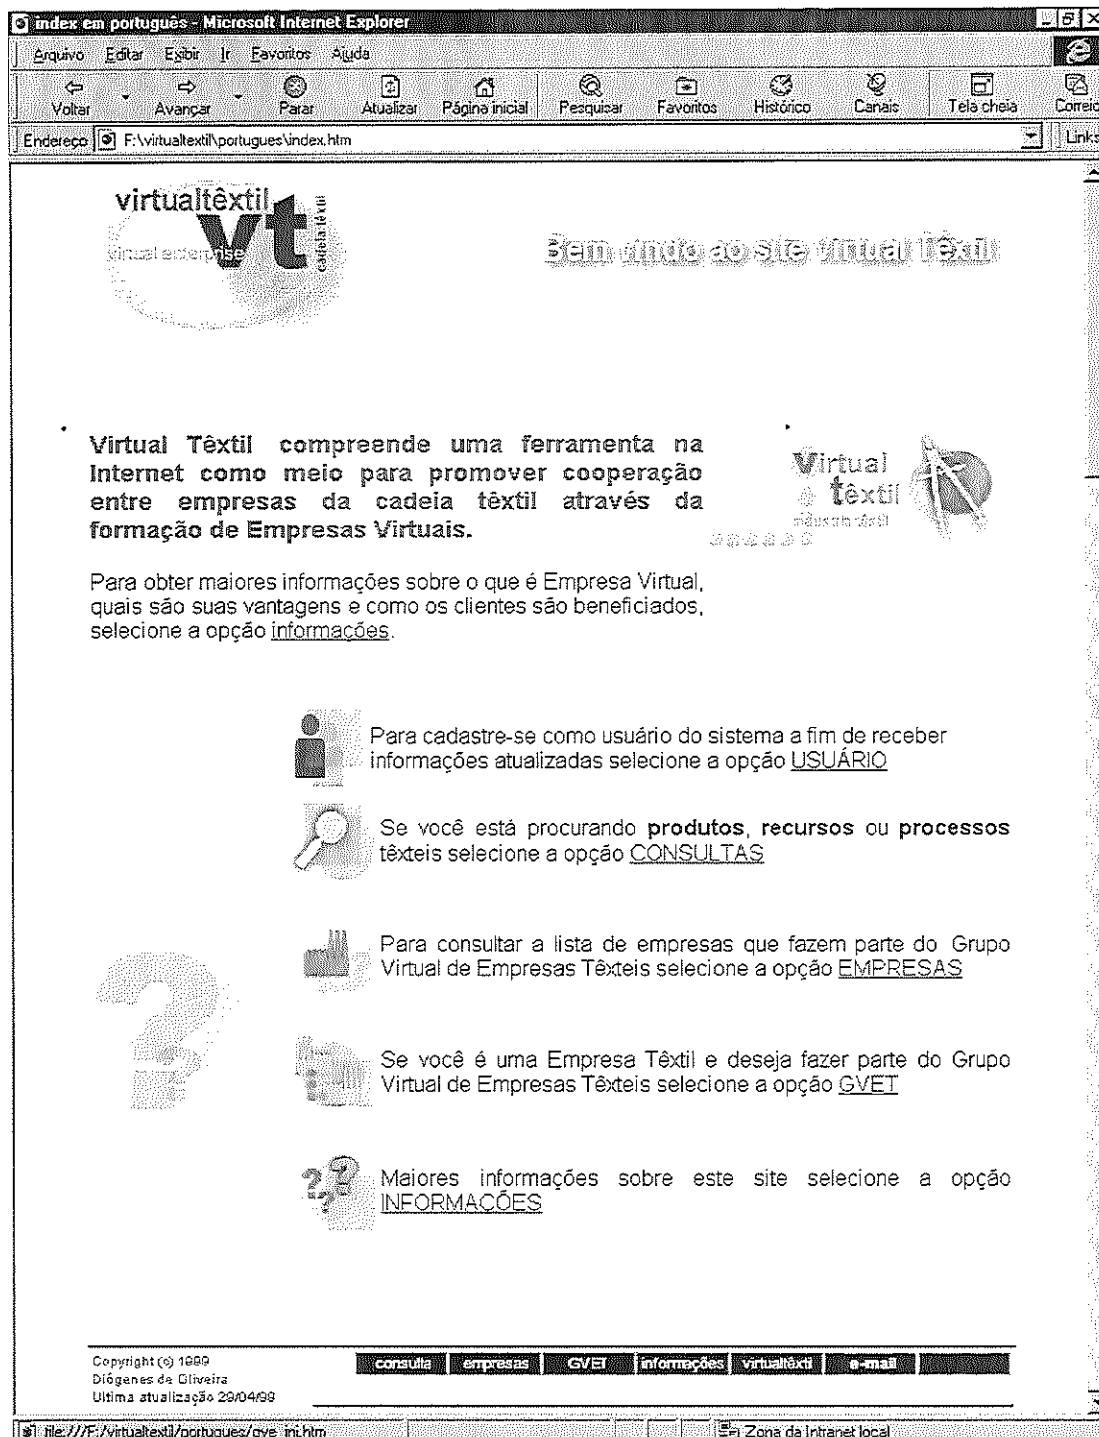 index em português - Microsoft Internet Explorer
Arquivo Editar Exibir Ir Favoritos Ajuda
Voltar Avançar Parar Atualizar Página inicial Pesquisar Favoritos Histórico Canais Tela cheia Correio
Endereço F:\virtualtextil\portugues\index.htm Links
virtualtêxtil
vt
cadeia têxtil
virtual enterprise
Bem vindo ao site Virtual Têxtil
Virtual Têxtil compreende uma ferramenta na
Internet como meio para promover cooperação
entre empresas da cadeia têxtil através da
formação de Empresas Virtuais.
Virtual
têxtil
Para obter maiores informações sobre o que é Empresa Virtual,
quais são suas vantagens e como os clientes são beneficiados,
selecione a opção informações.
Para cadastre-se como usuário do sistema a fim de receber
informações atualizadas selecione a opção USUÁRIO
Se você está procurando produtos, recursos ou processos
têxteis selecione a opção CONSULTAS
Para consultar a lista de empresas que fazem parte do Grupo
Virtual de Empresas Têxteis selecione a opção EMPRESAS
Se você é uma Empresa Têxtil e deseja fazer parte do Grupo
Virtual de Empresas Têxteis selecione a opção GVET
Maiores informações sobre este site selecione a opção
INFORMAÇÕES
Copyright (c) 1999
Diógenes de Oliveira
Ultima atualização 29/04/99
consulta empresas GVET informações virtualtêxtil e-mail
file:///F:/virtualtextil/portugues/gve_ini.htm Zona da Intranet local